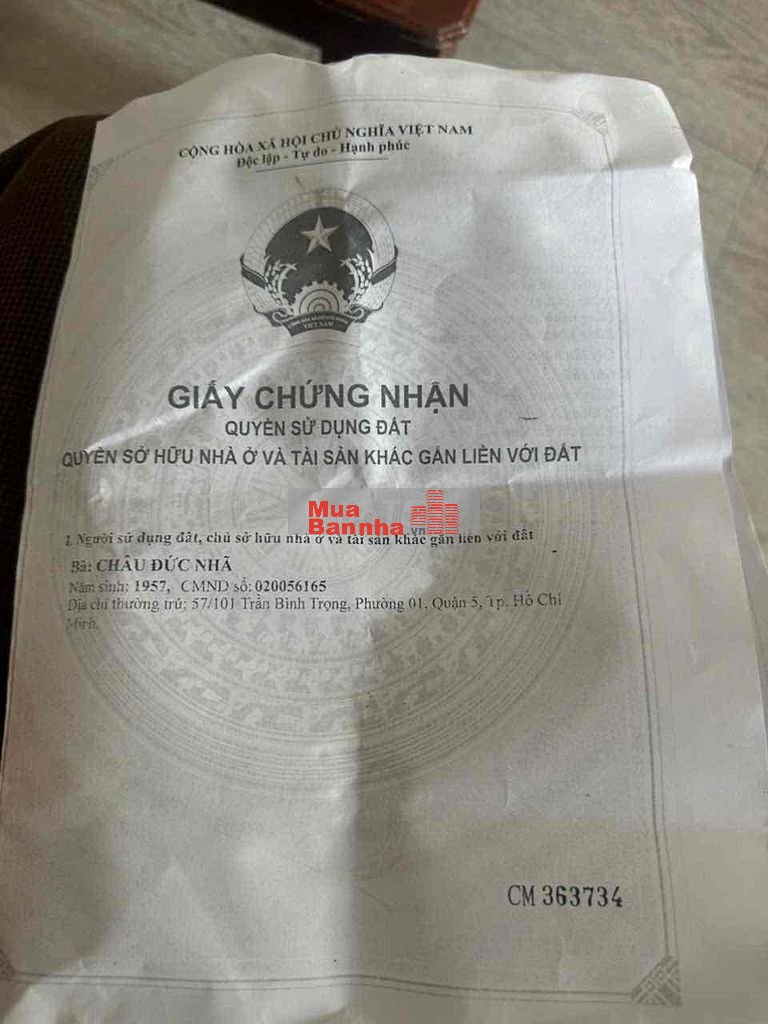 CỘNG HÒA XÃ HỘI CHỦ NGHĨA VIỆT NAM
Độc lập - Tự do - Hạnh phúc
VIỆT NAM
GIẤY CHỨNG NHẬN
QUYỀN SỬ DỤNG ĐẤT
QUYỀN SỞ HỮU NHÀ Ở VÀ TÀI SẢN KHÁC GẮN LIỀN VỚI ĐẤT
Mua
Bannha.vn
I. Người sử dụng đất, chủ sở hữu nhà ở và tài sản khác gắn liền với đất
Bà: CHÂU ĐỨC NHÃ
Năm sinh: 1957, CMND số: 020056165
Địa chỉ thường trú: 57/101 Trần Bình Trọng, Phường 01, Quận 5, Tp. Hồ Chí
Minh.
CM 363734